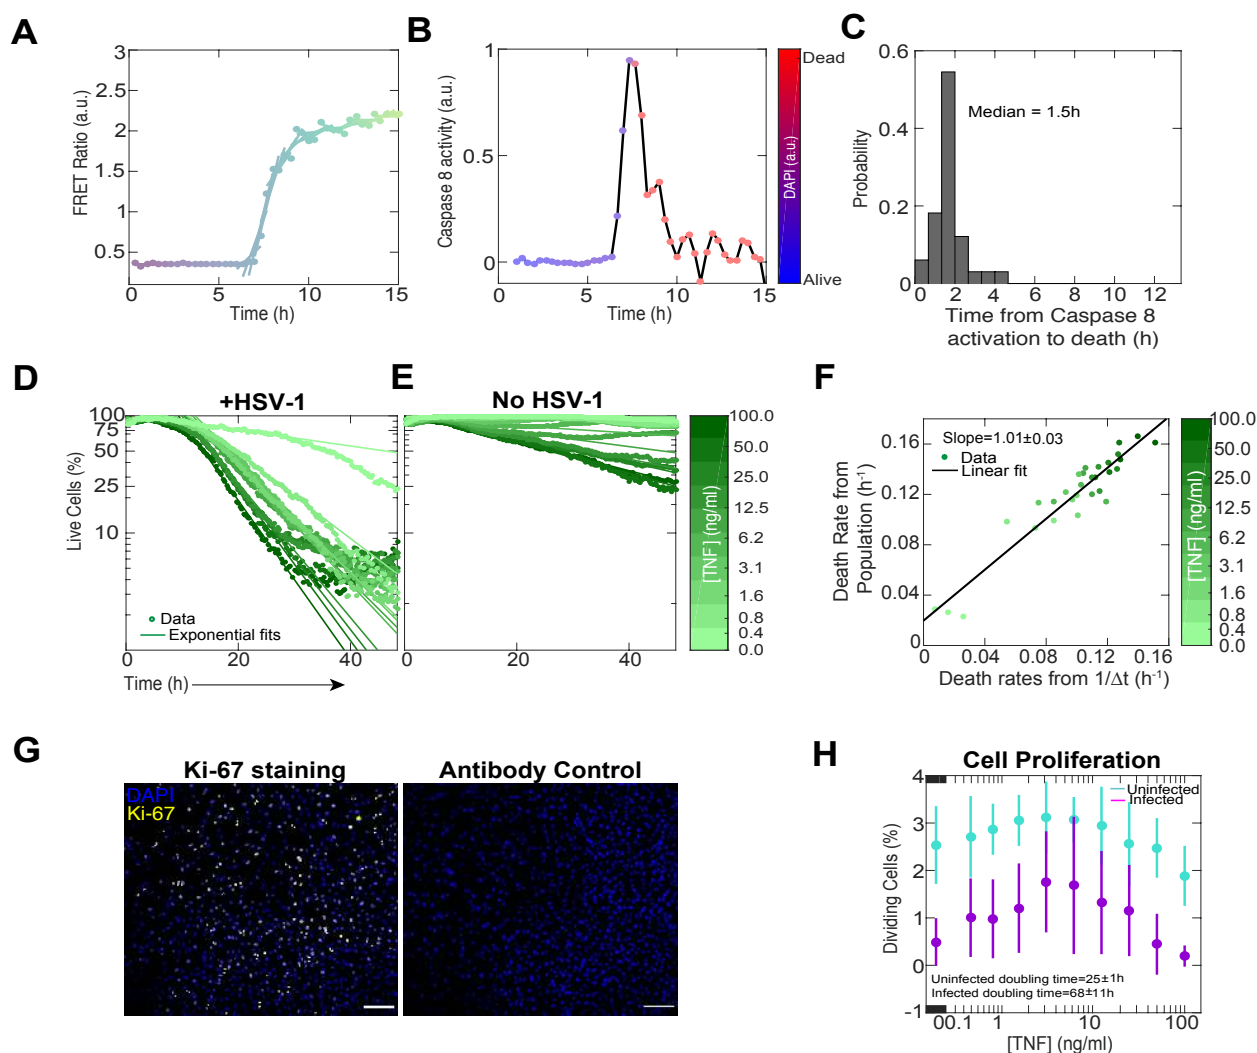 A
3
2.5
2
1.5
1
0.5
0
5
10
15
FRET Ratio (a.u.)
Time (h)
B
1
0.5
0
0
5
10
15
Caspase 8 activity (a.u.)
Time (h)
Dead
DAPI (a.u.)
Alive
C
0.6
0.4
0.2
0
0
2
4
6
8
10
12
Median = 1.5h
Probability
Time from Caspase 8
activation to death (h)
D
+HSV-1
100
75
50
25
10
0
20
40
Live Cells (%)
Data
Exponential fits
Time (h)
E
No HSV-1
0
20
40
100.0
50.0
25.0
12.5
6.2
3.1
1.6
0.8
0.4
0.0
[TNF] (ng/ml)
F
Slope=1.01±0.03
Data
Linear fit
0.16
0.12
0.08
0.04
0
0
0.04
0.08
0.12
0.16
Death Rate from
Population (h⁻¹)
Death rates from 1/Δt (h⁻¹)
100.0
50.0
25.0
12.5
6.2
3.1
1.6
0.8
0.4
0.0
[TNF] (ng/ml)
G
Ki-67 staining
DAPI
Ki-67
Antibody Control
H
Cell Proliferation
4
3
2
1
0
-1
Uninfected
Infected
Dividing Cells (%)
Uninfected doubling time=25±1h
Infected doubling time=68±11h
0
0.1
1
10
100
[TNF] (ng/ml)